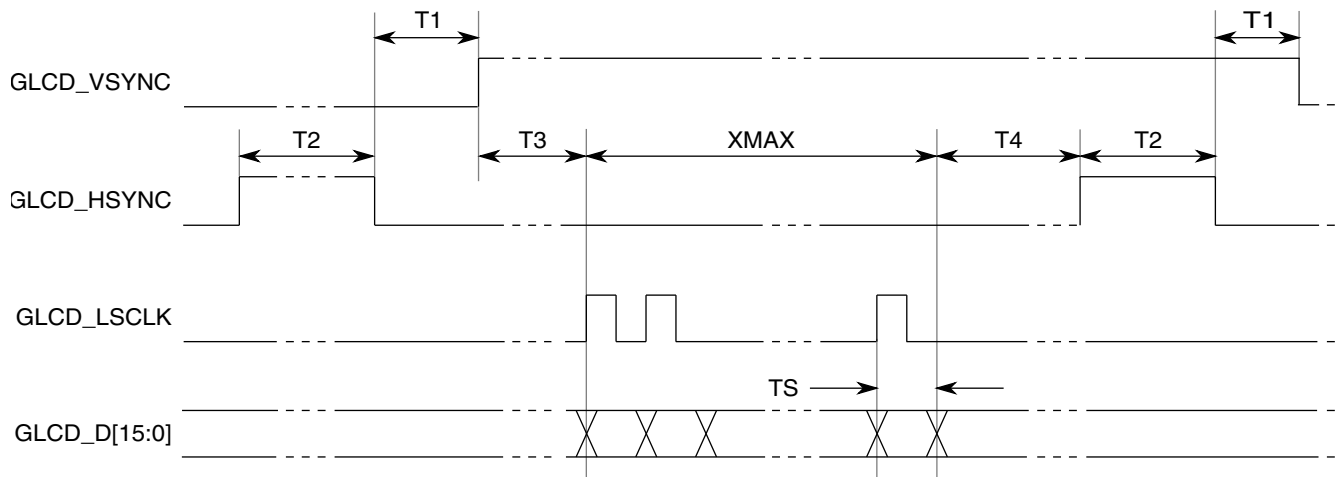 T1
T1
GLCD_VSYNC
T2
T3
XMAX
T4
T2
GLCD_HSYNC
GLCD_LSCLK
TS
GLCD_D[15:0]